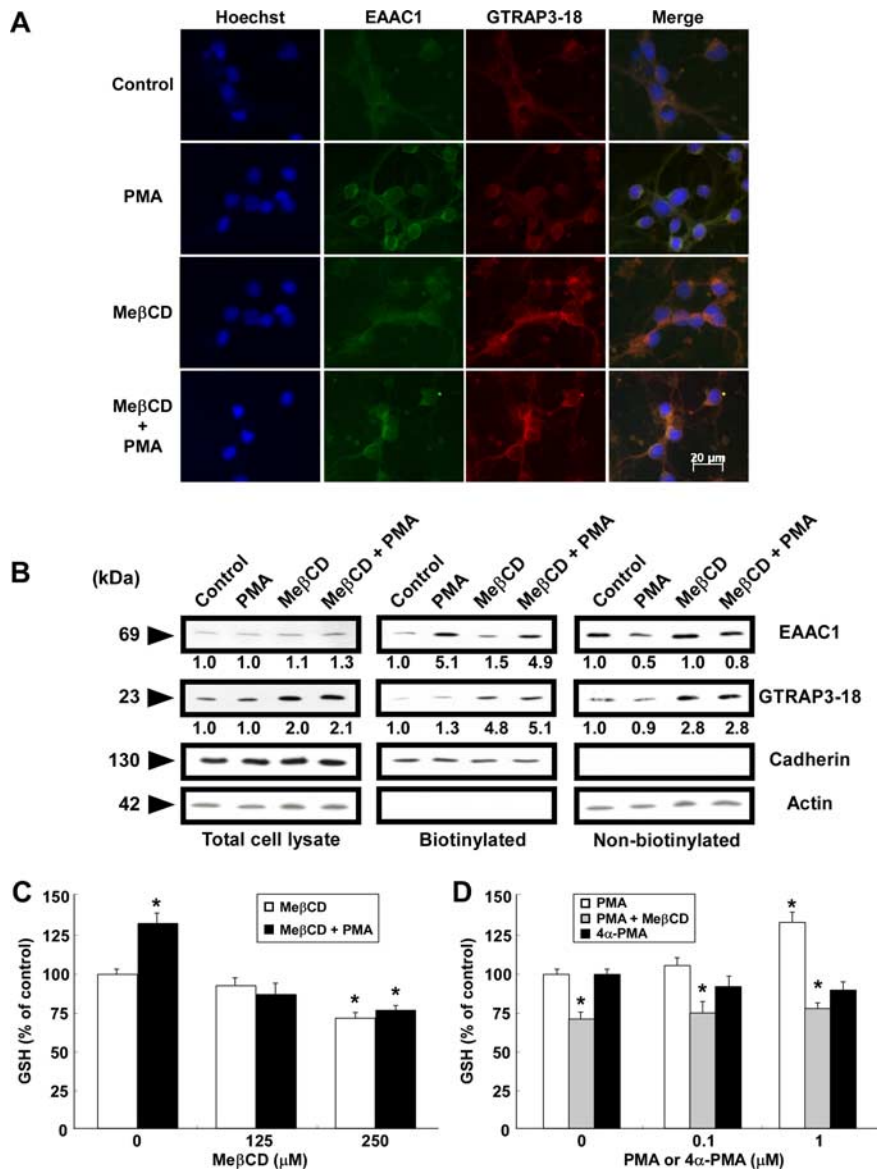 A
Hoechst EAAC1 GTRAP3-18 Merge
Control
PMA
MeβCD
MeβCD
+
PMA
20 µm
B
(kDa)
Control PMA MeβCD MeβCD + PMA Control PMA MeβCD MeβCD + PMA Control PMA MeβCD MeβCD + PMA
69 EAAC1
1.0 1.0 1.1 1.3 1.0 5.1 1.5 4.9 1.0 0.5 1.0 0.8
23 GTRAP3-18
1.0 1.0 2.0 2.1 1.0 1.3 4.8 5.1 1.0 0.9 2.8 2.8
130 Cadherin
42 Actin
Total cell lysate Biotinylated Non-biotinylated
C
GSH (% of control)
150
125
100
75
50
25
0
* * *
MeβCD
MeβCD + PMA
0 125 250
MeβCD (µM)
D
GSH (% of control)
150
125
100
75
50
25
0
* * * *
PMA
PMA + MeβCD
4α-PMA
0 0.1 1
PMA or 4α-PMA (µM)